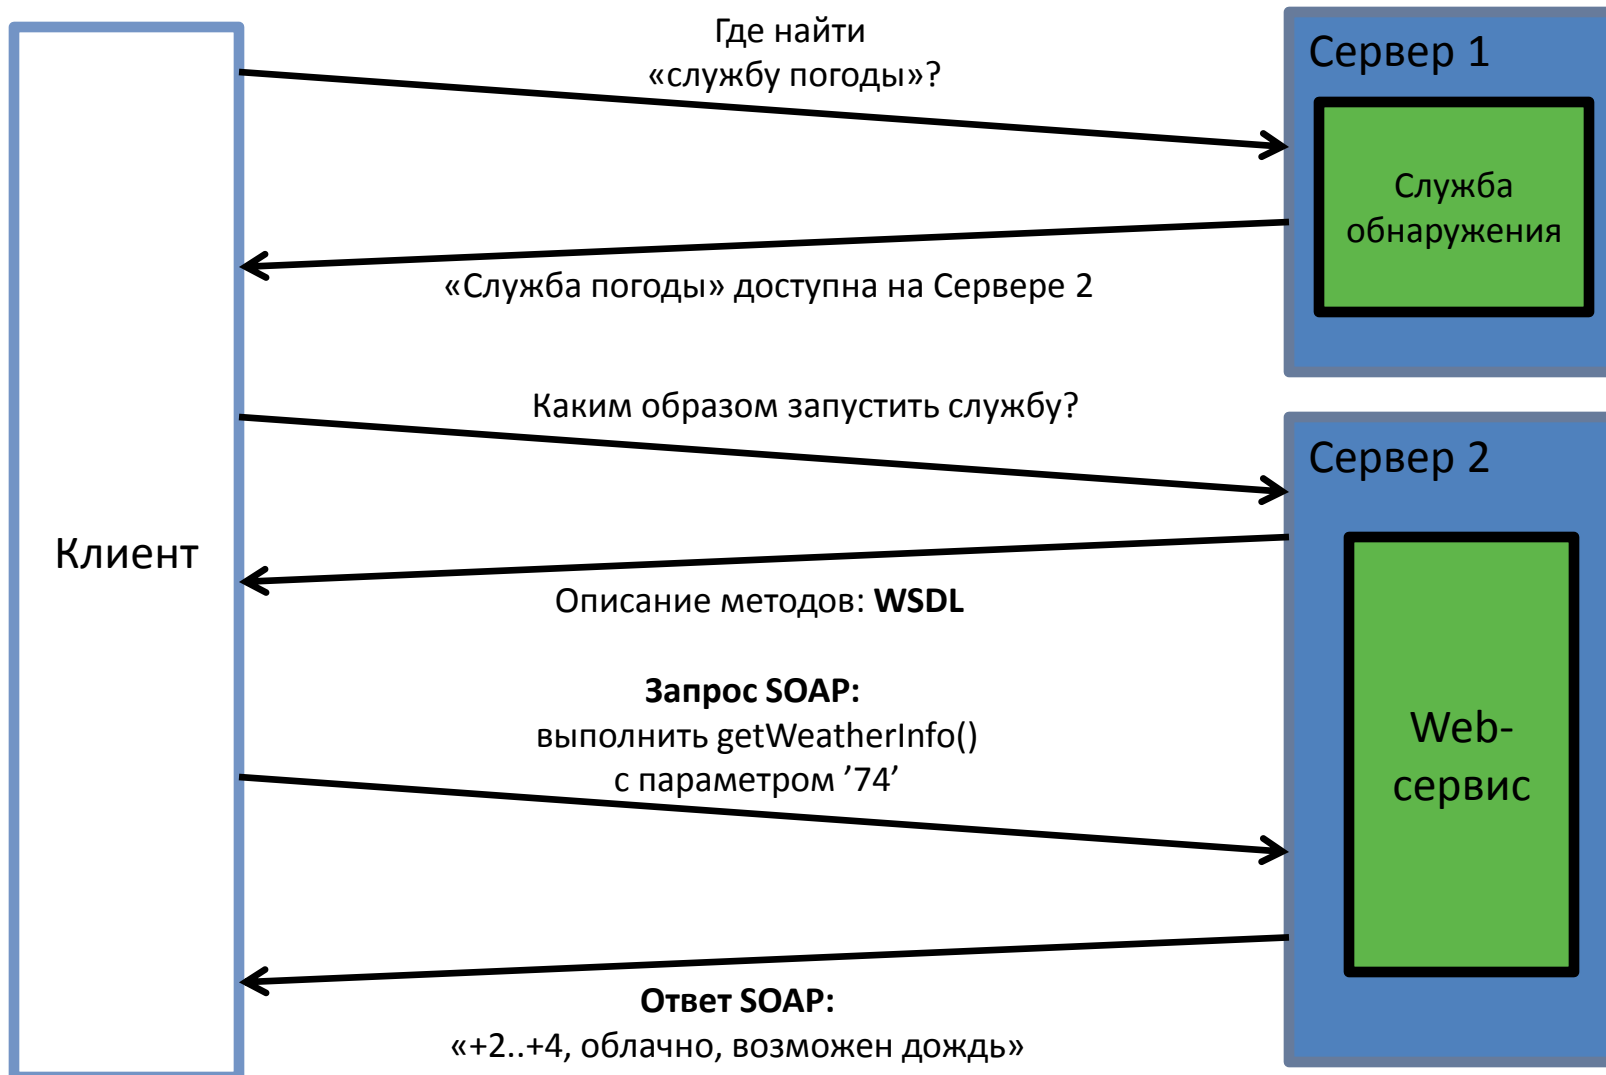 Где найти
«службу погоды»?
Сервер 1
Служба
обнаружения
«Служба погоды» доступна на Сервере 2
Каким образом запустить службу?
Сервер 2
Клиент
Описание методов: WSDL
Запрос SOAP:
выполнить getWeatherInfo()
с параметром ’74’
Web-
сервис
Ответ SOAP:
«+2..+4, облачно, возможен дождь»